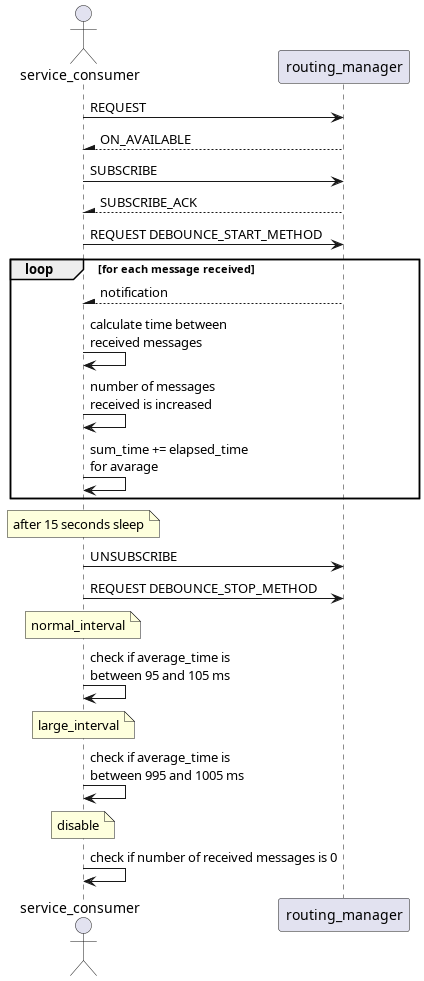 service_consumer
routing_manager
REQUEST
ON_AVAILABLE
SUBSCRIBE
SUBSCRIBE_ACK
REQUEST DEBOUNCE_START_METHOD
loop [for each message received]
notification
calculate time between
received messages
number of messages
received is increased
sum_time += elapsed_time
for avarage
after 15 seconds sleep
UNSUBSCRIBE
REQUEST DEBOUNCE_STOP_METHOD
normal_interval
check if average_time is
between 95 and 105 ms
large_interval
check if average_time is
between 995 and 1005 ms
disable
check if number of received messages is 0
service_consumer
routing_manager